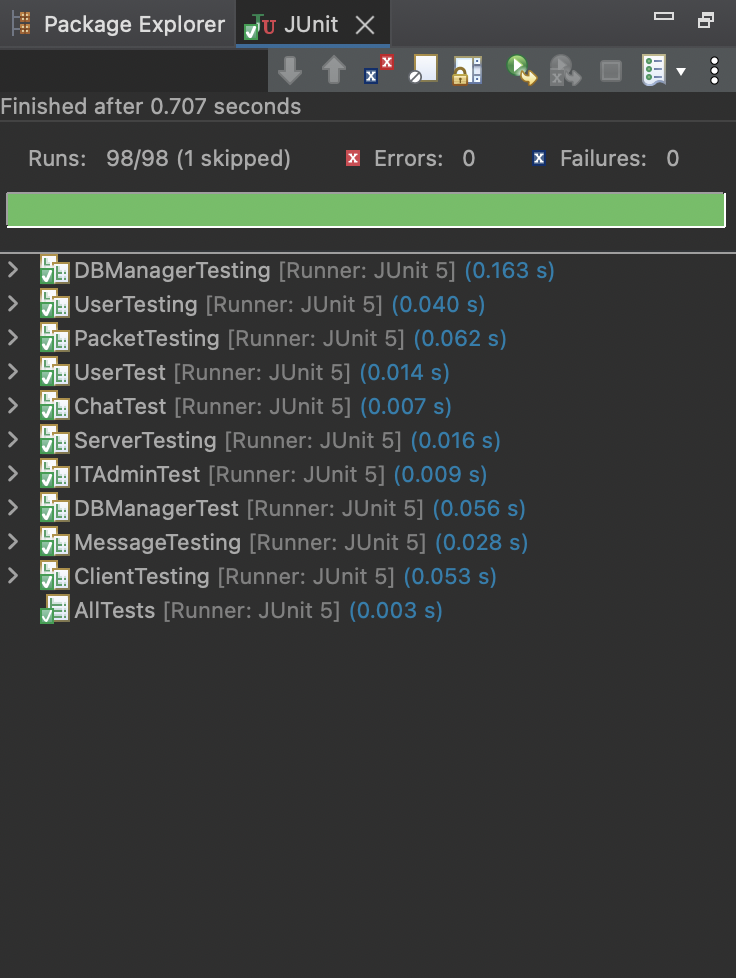 Package Explorer JUnit
Finished after 0.707 seconds
Runs: 98/98 (1 skipped) Errors: 0 Failures: 0
DBManagerTesting [Runner: JUnit 5] (0.163 s)
UserTesting [Runner: JUnit 5] (0.040 s)
PacketTesting [Runner: JUnit 5] (0.062 s)
UserTest [Runner: JUnit 5] (0.014 s)
ChatTest [Runner: JUnit 5] (0.007 s)
ServerTesting [Runner: JUnit 5] (0.016 s)
ITAdminTest [Runner: JUnit 5] (0.009 s)
DBManagerTest [Runner: JUnit 5] (0.056 s)
MessageTesting [Runner: JUnit 5] (0.028 s)
ClientTesting [Runner: JUnit 5] (0.053 s)
AllTests [Runner: JUnit 5] (0.003 s)